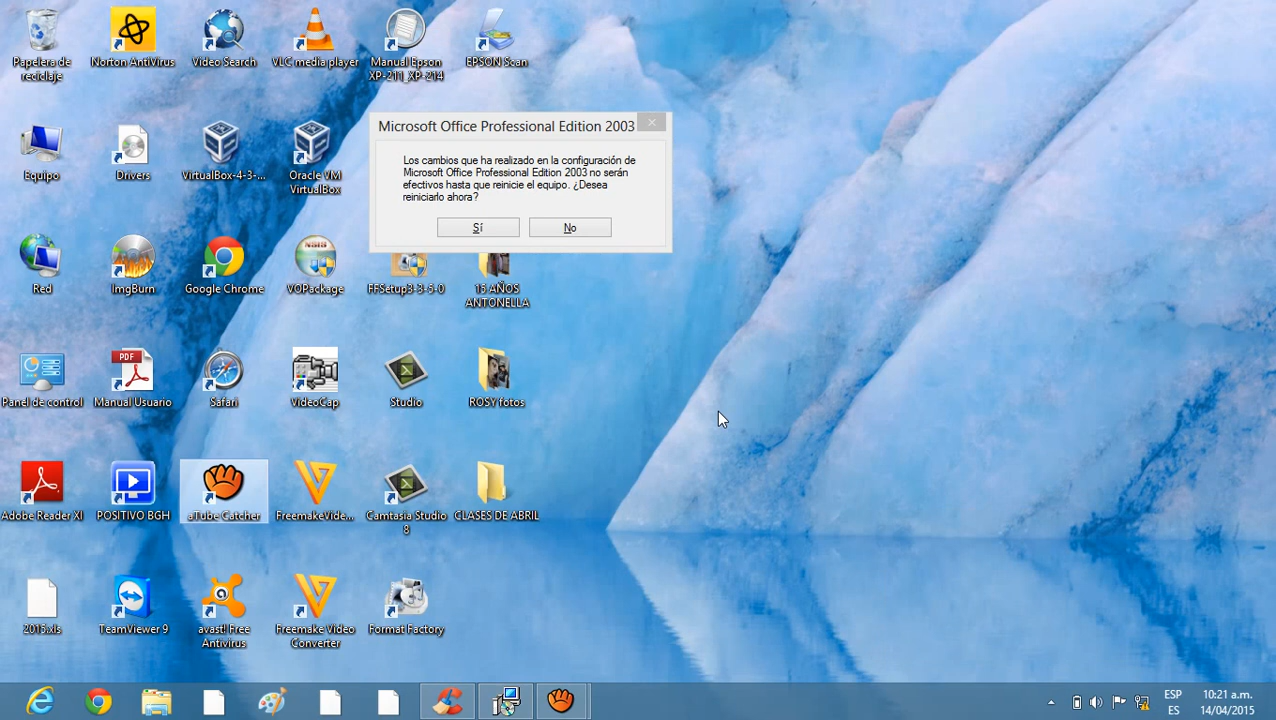 Papelera de
reciclaje
Norton AntiVirus
Video Search
VLC media player
Manual Epson
XP-211_XP-214
EPSON Scan
Microsoft Office Professional Edition 2003
Los cambios que ha realizado en la configuración de
Microsoft Office Professional Edition 2003 no serán
efectivos hasta que reinicie el equipo. ¿Desea
reiniciarlo ahora?
Sí
No
Equipo
Drivers
VirtualBox-4-3-...
Oracle VM
VirtualBox
Red
ImgBurn
Google Chrome
NSIS
VOPackage
FFSetup3-3-5-0
15 AÑOS
ANTONELLA
Panel de control
PDF
Manual Usuario
Safari
VideoCap
Studio
ROSY fotos
Adobe Reader XI
POSITIVO BGH
aTube Catcher
FreemakeVide...
Camtasia Studio
8
CLASES DE ABRIL
2013.xls
TeamViewer 9
avast! Free
Antivirus
Freemake Video
Converter
Format Factory
ESP
ES
10:21 a.m.
14/04/2015